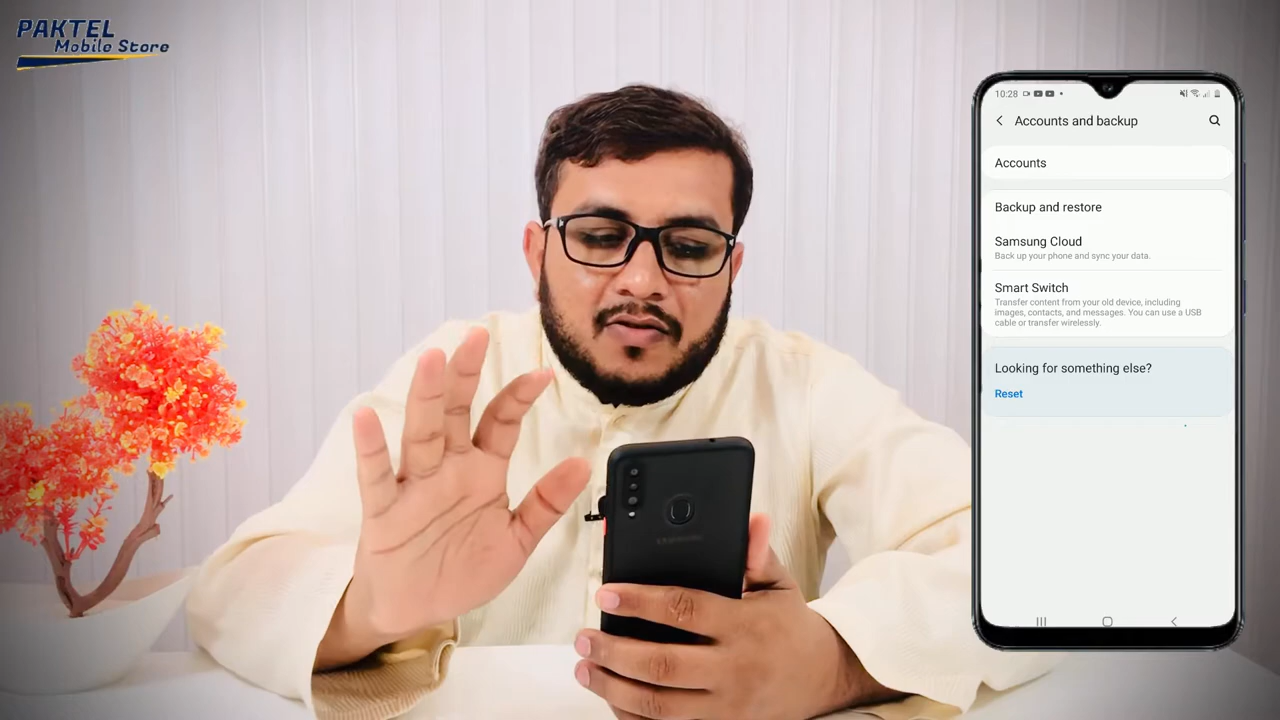 PAKTEL
Mobile Store
10:28
Accounts and backup
Accounts
Backup and restore
Samsung Cloud
Back up your phone and sync your data.
Smart Switch
Transfer content from your old device, including
images, contacts, and messages. You can use a USB
cable or transfer wirelessly.
Looking for something else?
Reset
SAMSUNG